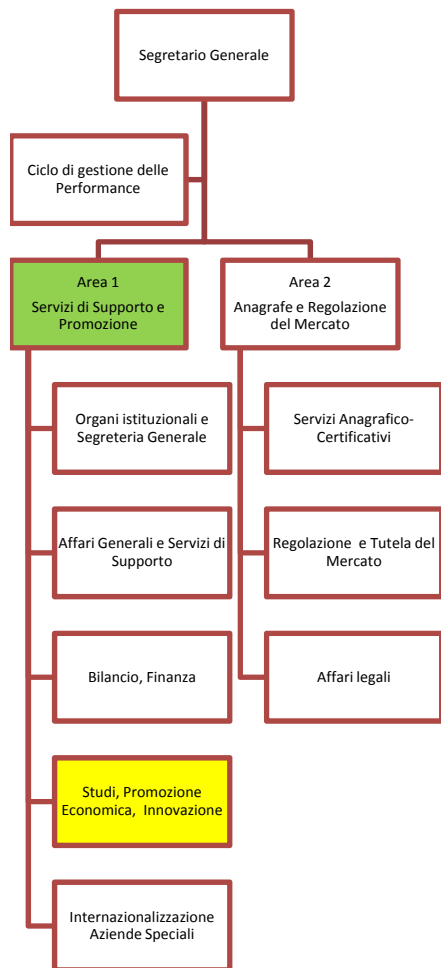 Segretario Generale
Ciclo di gestione delle
Performance
Area 1
Servizi di Supporto e
Promozione
Area 2
Anagrafe e Regolazione
del Mercato
Organi istituzionali e
Segreteria Generale
Affari Generali e Servizi di
Supporto
Bilancio, Finanza
Studi, Promozione
Economica, Innovazione
Internazionalizzazione
Aziende Speciali
Servizi Anagrafico-
Certificativi
Regolazione e Tutela del
Mercato
Affari legali